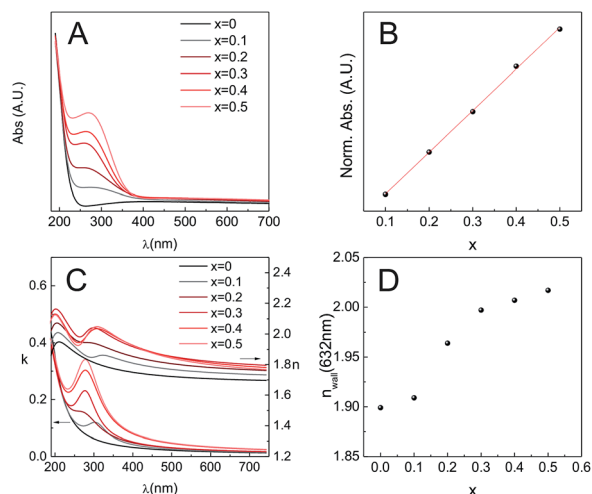 A
x=0
x=0.1
x=0.2
x=0.3
x=0.4
x=0.5
Abs (A.U.)
200 300 400 500 600 700
λ(nm)
B
Norm. Abs. (A.U.)
0.1 0.2 0.3 0.4 0.5
x
C
x=0
x=0.1
x=0.2
x=0.3
x=0.4
x=0.5
0.6
0.4
0.2
0.0
k
2.4
2.2
2.0
1.8
1.6
1.4
1.2
n
200 300 400 500 600 700
λ(nm)
D
2.05
2.00
1.95
1.90
1.85
nwall(632nm)
0.0 0.1 0.2 0.3 0.4 0.5 0.6
x